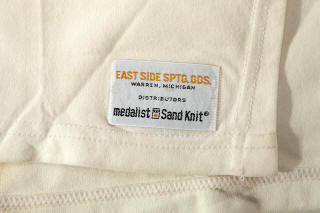 EAST SIDE SPTG. GDS.
WARREN, MICHIGAN
DISTRIBUTORS
medalist Sand Knit®